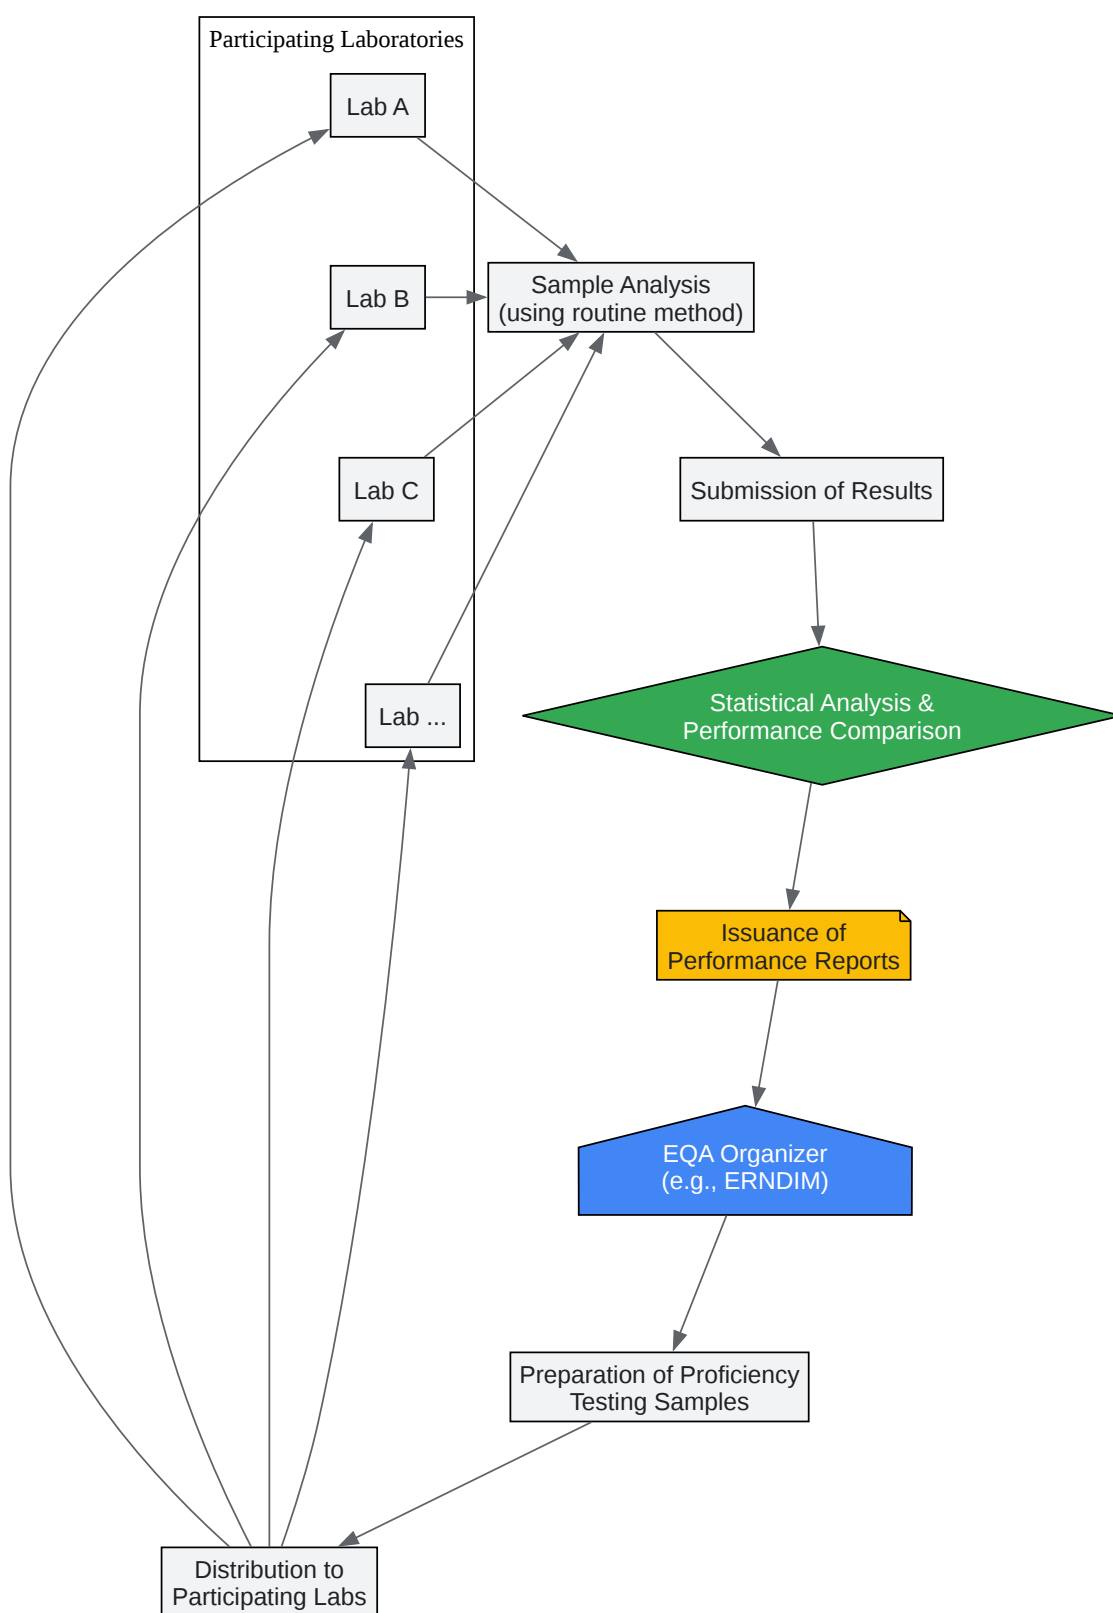 Participating Laboratories
Lab A
Lab B
Sample Analysis
(using routine method)
Lab C
Submission of Results
Lab ...
Statistical Analysis &
Performance Comparison
Issuance of
Performance Reports
EQA Organizer
(e.g., ERNDIM)
Preparation of Proficiency
Testing Samples
Distribution to
Participating Labs